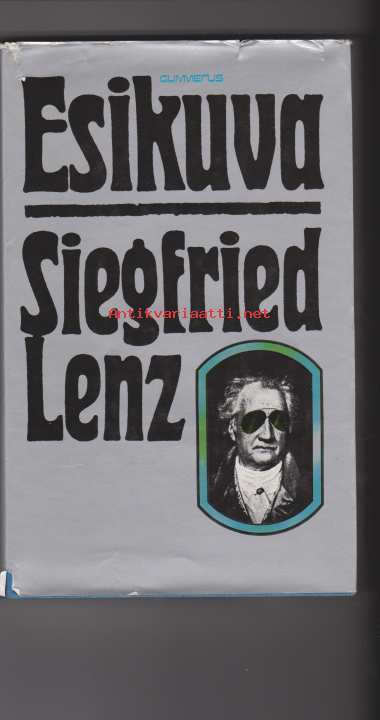 GUMMERUS
Esikuva
Siegfried
Antikvariaatti.net
Lenz